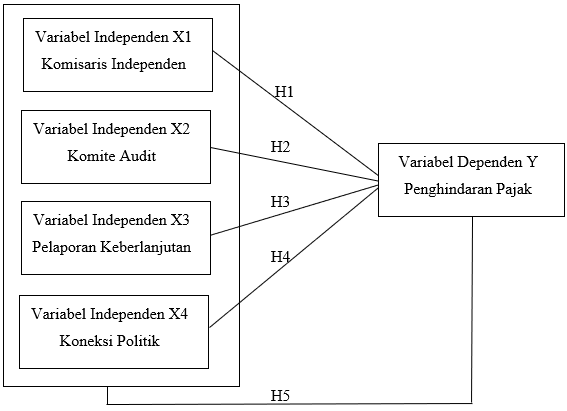 Variabel Independen X1
Komisaris Independen
H1
Variabel Independen X2
Komite Audit
H2
Variabel Dependen Y
Penghindaran Pajak
Variabel Independen X3
Pelaporan Keberlanjutan
H3
H4
Variabel Independen X4
Koneksi Politik
H5